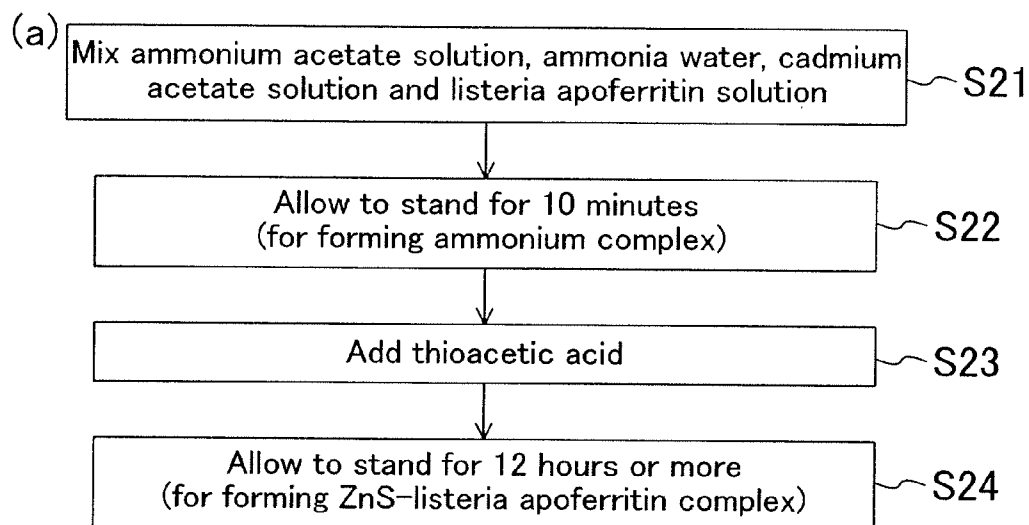 (a)
Mix ammonium acetate solution, ammonia water, cadmium
acetate solution and listeria apoferritin solution
S21
Allow to stand for 10 minutes
(for forming ammonium complex)
S22
Add thioacetic acid
S23
Allow to stand for 12 hours or more
(for forming ZnS-listeria apoferritin complex)
S24